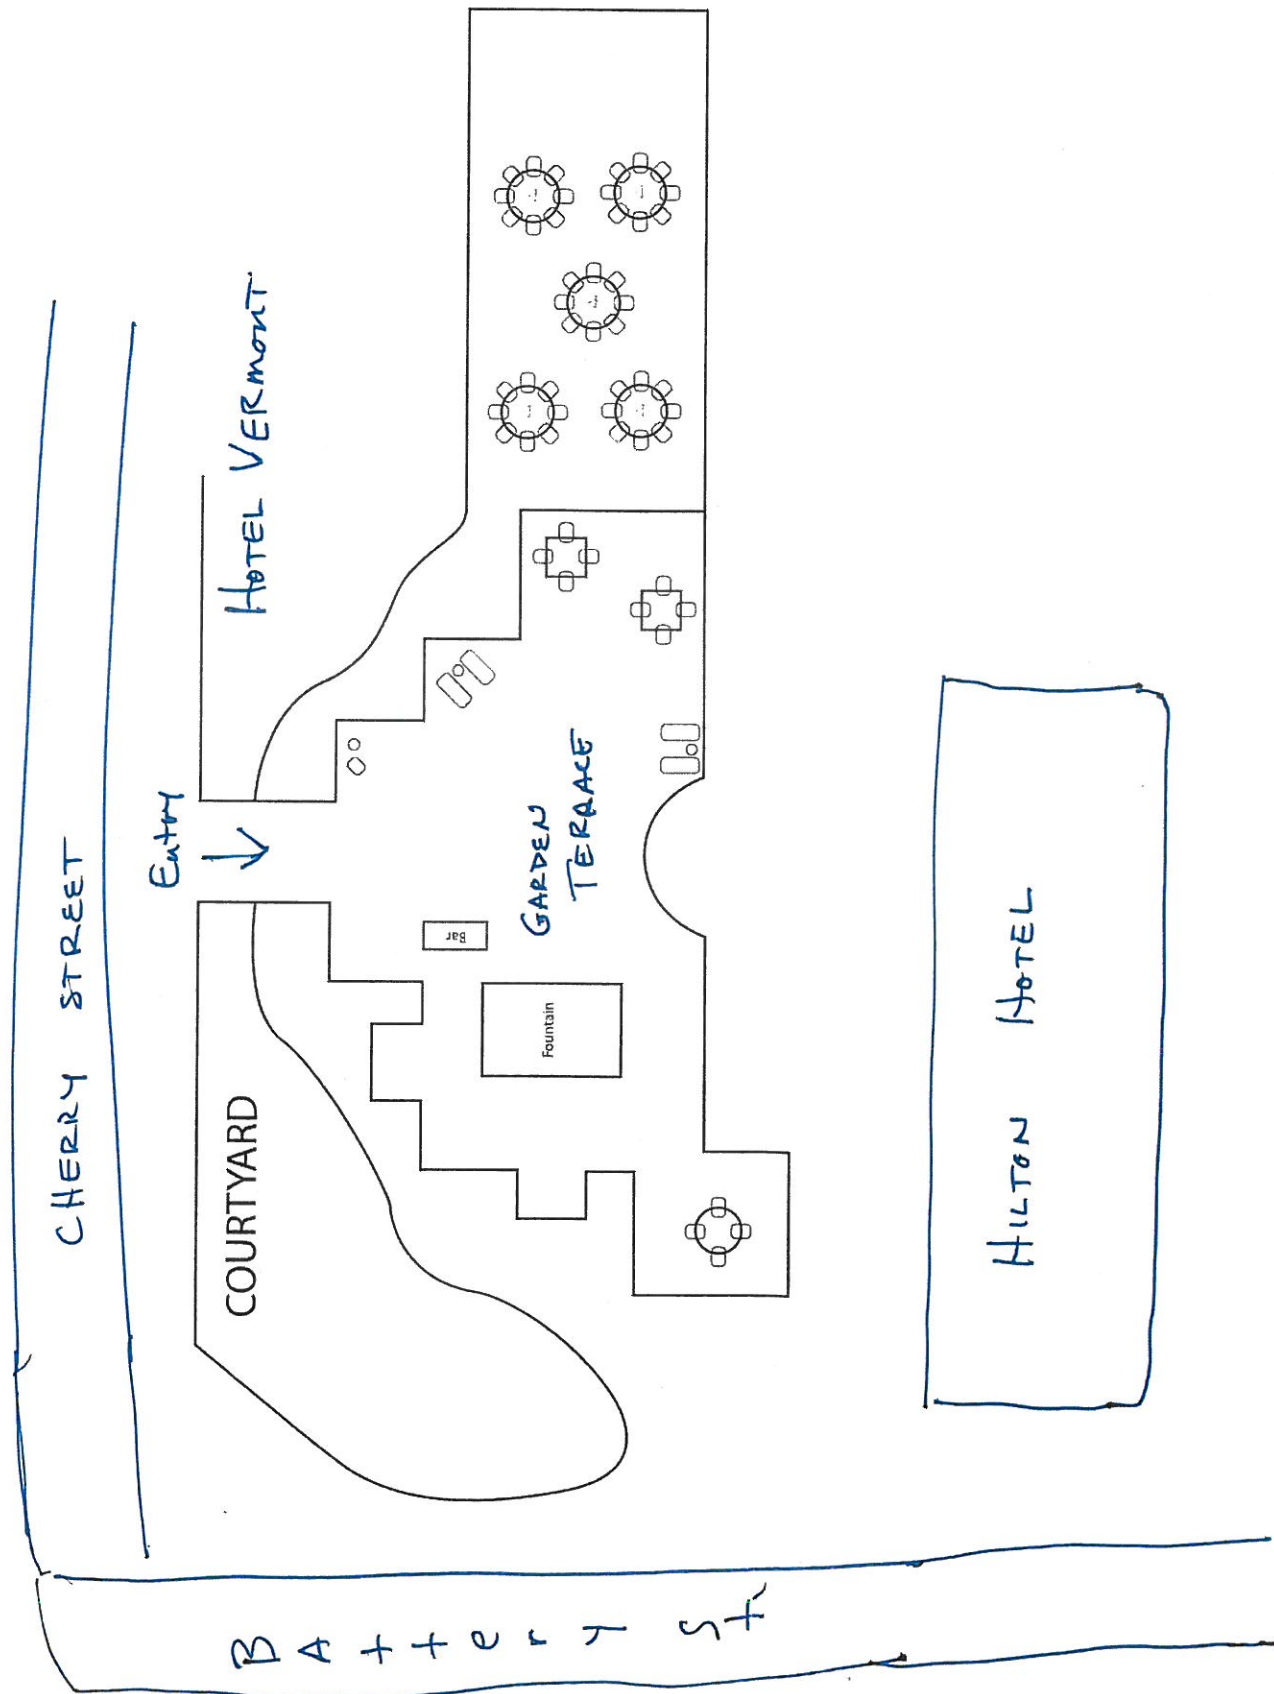 CHERRY STREET
Entry
HOTEL VERMONT
COURTYARD
Bar
Fountain
GARDEN
TERRACE
HILTON HOTEL
BAttery St.